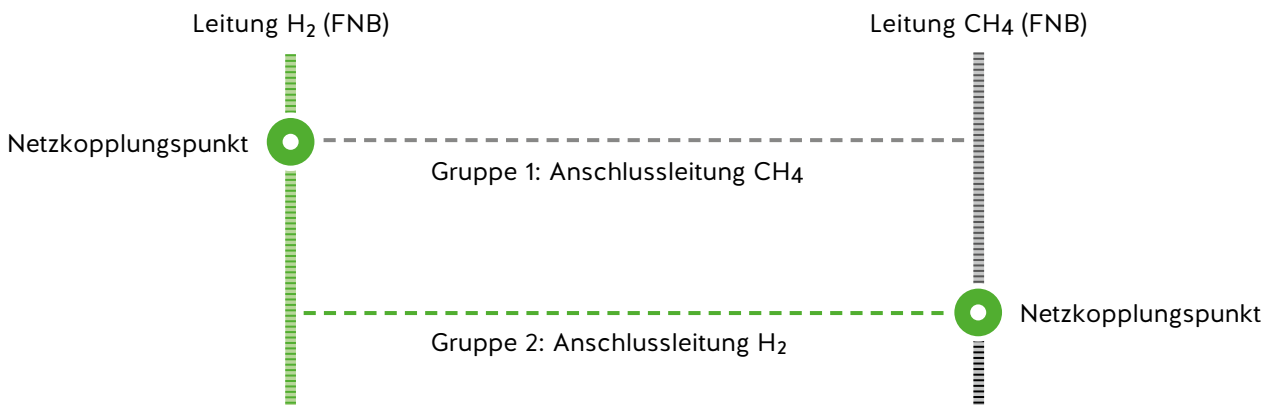 Leitung H₂ (FNB)
Leitung CH4 (FNB)
Netzkopplungspunkt
Gruppe 1: Anschlussleitung CH4
Netzkopplungspunkt
Gruppe 2: Anschlussleitung H₂